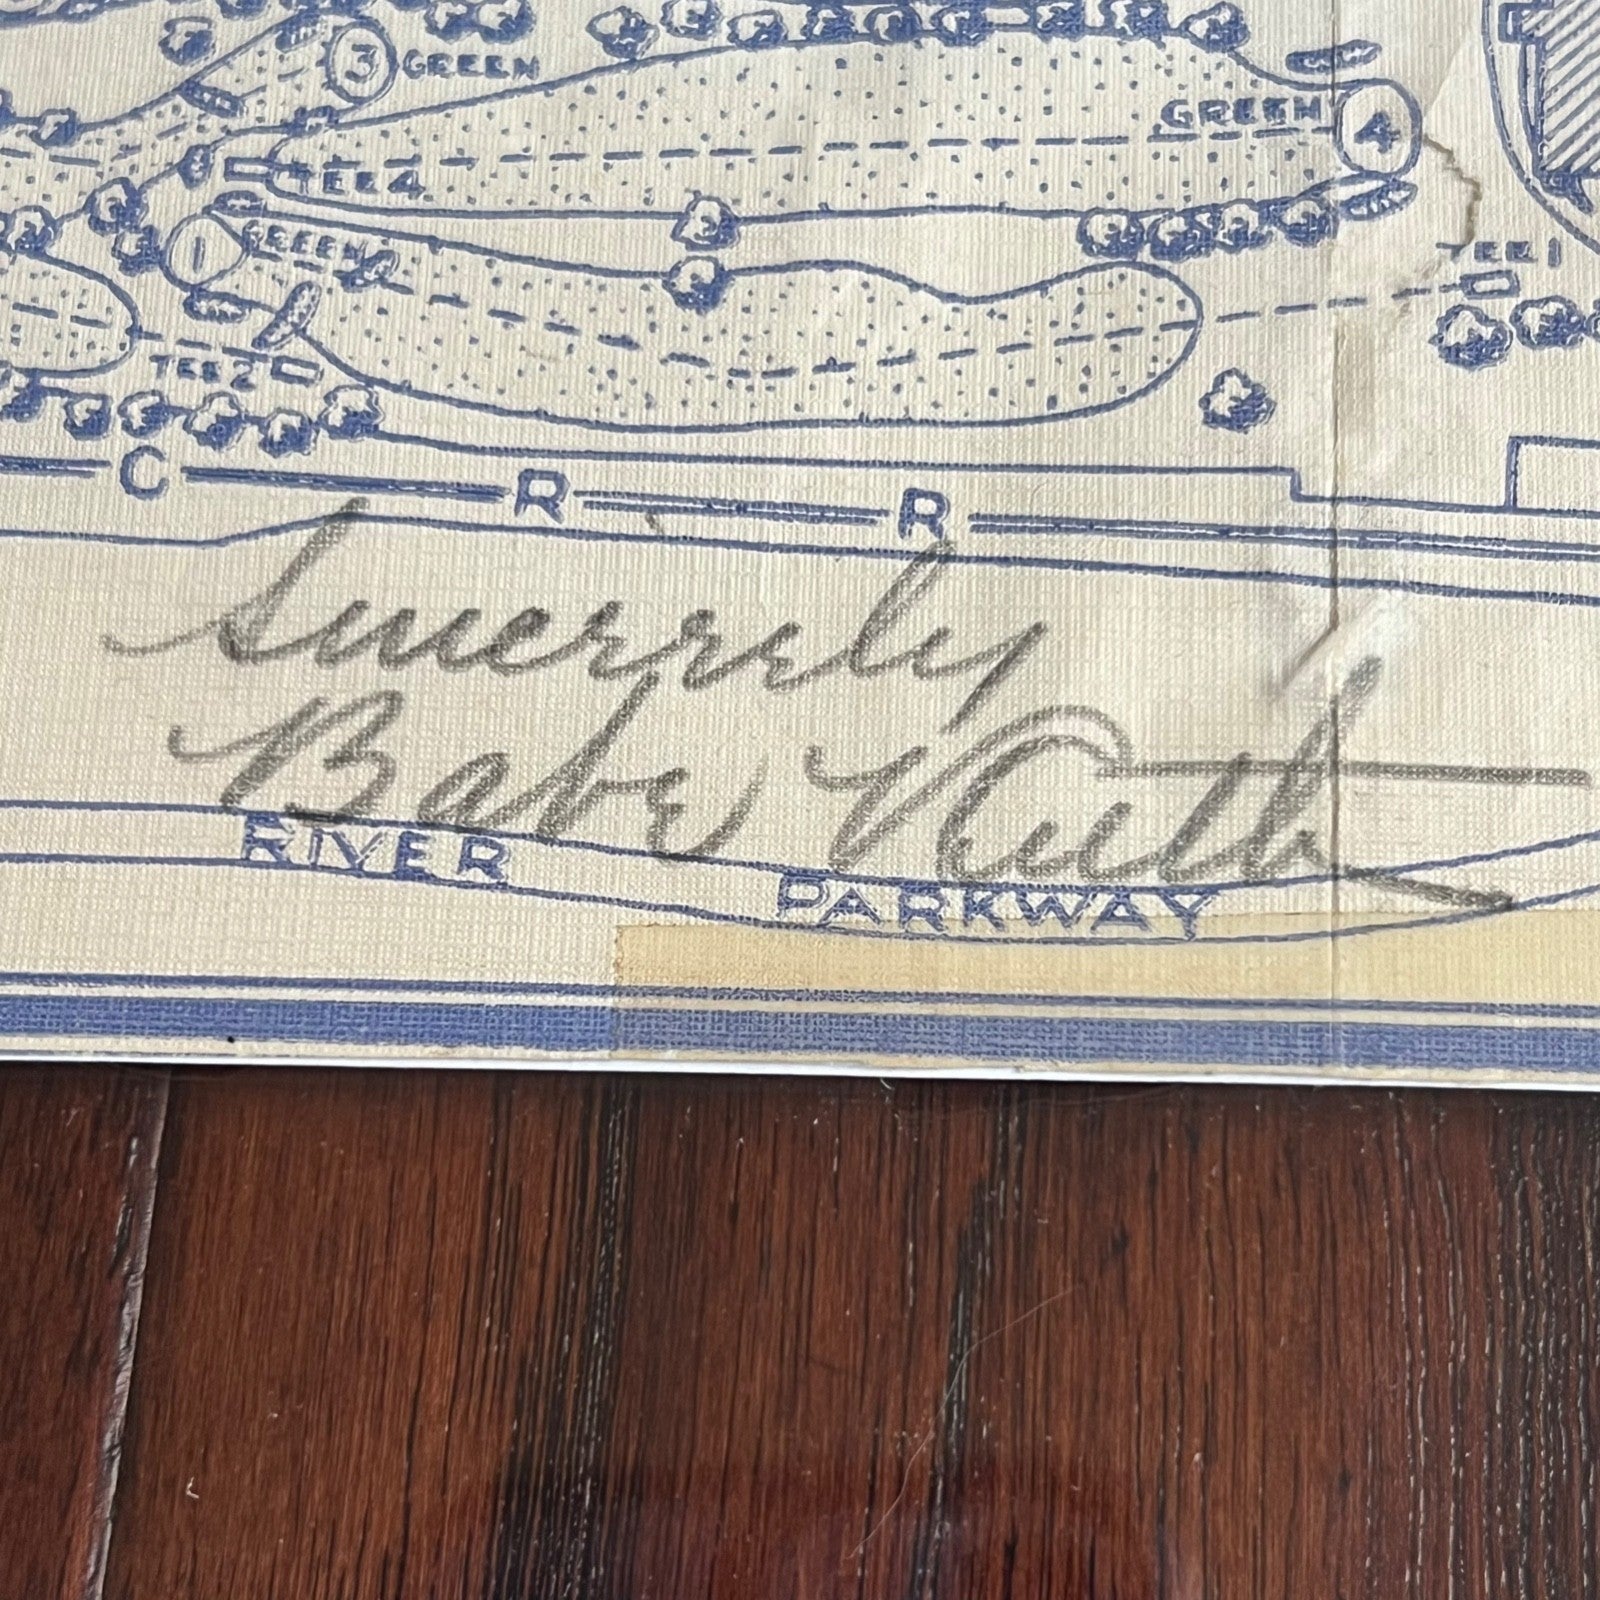 3 GREEN
GREEN 4
TEE 4
1 GREEN
TEE 1
TEE 2
C R R
Sincerely
Babe Ruth
RIVER PARKWAY